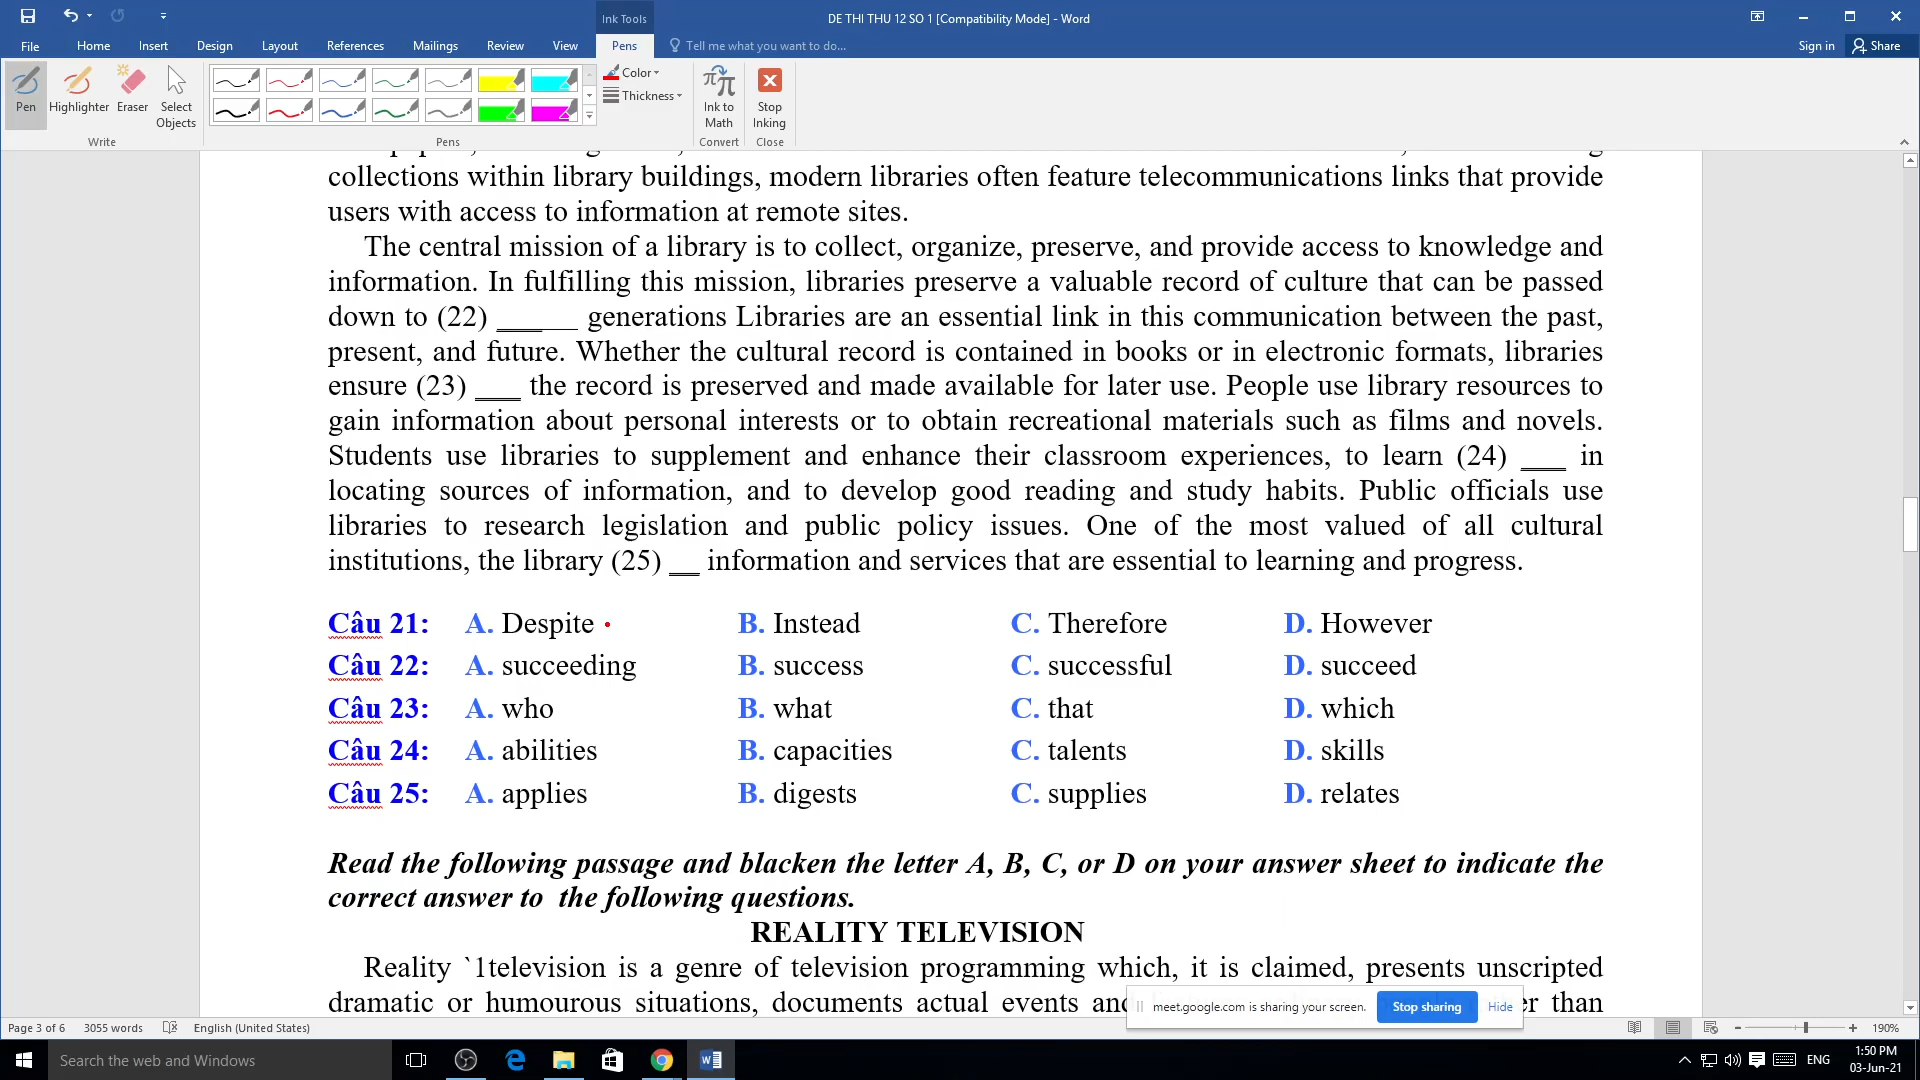 Ink Tools
DE THI THU 12 SO 1 [Compatibility Mode] - Word
File Home Insert Design Layout References Mailings Review View Pens Tell me what you want to do...
Sign in Share
Pen Highlighter Eraser Select Objects
Color
Thickness
Ink to Math
Stop Inking
Write Pens Convert Close
collections within library buildings, modern libraries often feature telecommunications links that provide
users with access to information at remote sites.
The central mission of a library is to collect, organize, preserve, and provide access to knowledge and
information. In fulfilling this mission, libraries preserve a valuable record of culture that can be passed
down to (22) _____ generations Libraries are an essential link in this communication between the past,
present, and future. Whether the cultural record is contained in books or in electronic formats, libraries
ensure (23) ___ the record is preserved and made available for later use. People use library resources to
gain information about personal interests or to obtain recreational materials such as films and novels.
Students use libraries to supplement and enhance their classroom experiences, to learn (24) ___ in
locating sources of information, and to develop good reading and study habits. Public officials use
libraries to research legislation and public policy issues. One of the most valued of all cultural
institutions, the library (25) __ information and services that are essential to learning and progress.
Câu 21: A. Despite B. Instead C. Therefore D. However
Câu 22: A. succeeding B. success C. successful D. succeed
Câu 23: A. who B. what C. that D. which
Câu 24: A. abilities B. capacities C. talents D. skills
Câu 25: A. applies B. digests C. supplies D. relates
Read the following passage and blacken the letter A, B, C, or D on your answer sheet to indicate the
correct answer to the following questions.
REALITY TELEVISION
Reality `1television is a genre of television programming which, it is claimed, presents unscripted
dramatic or humourous situations, documents actual events and er than
meet.google.com is sharing your screen. Stop sharing Hide
Page 3 of 6 3055 words English (United States) 190%
Search the web and Windows
ENG
1:50 PM
03-Jun-21